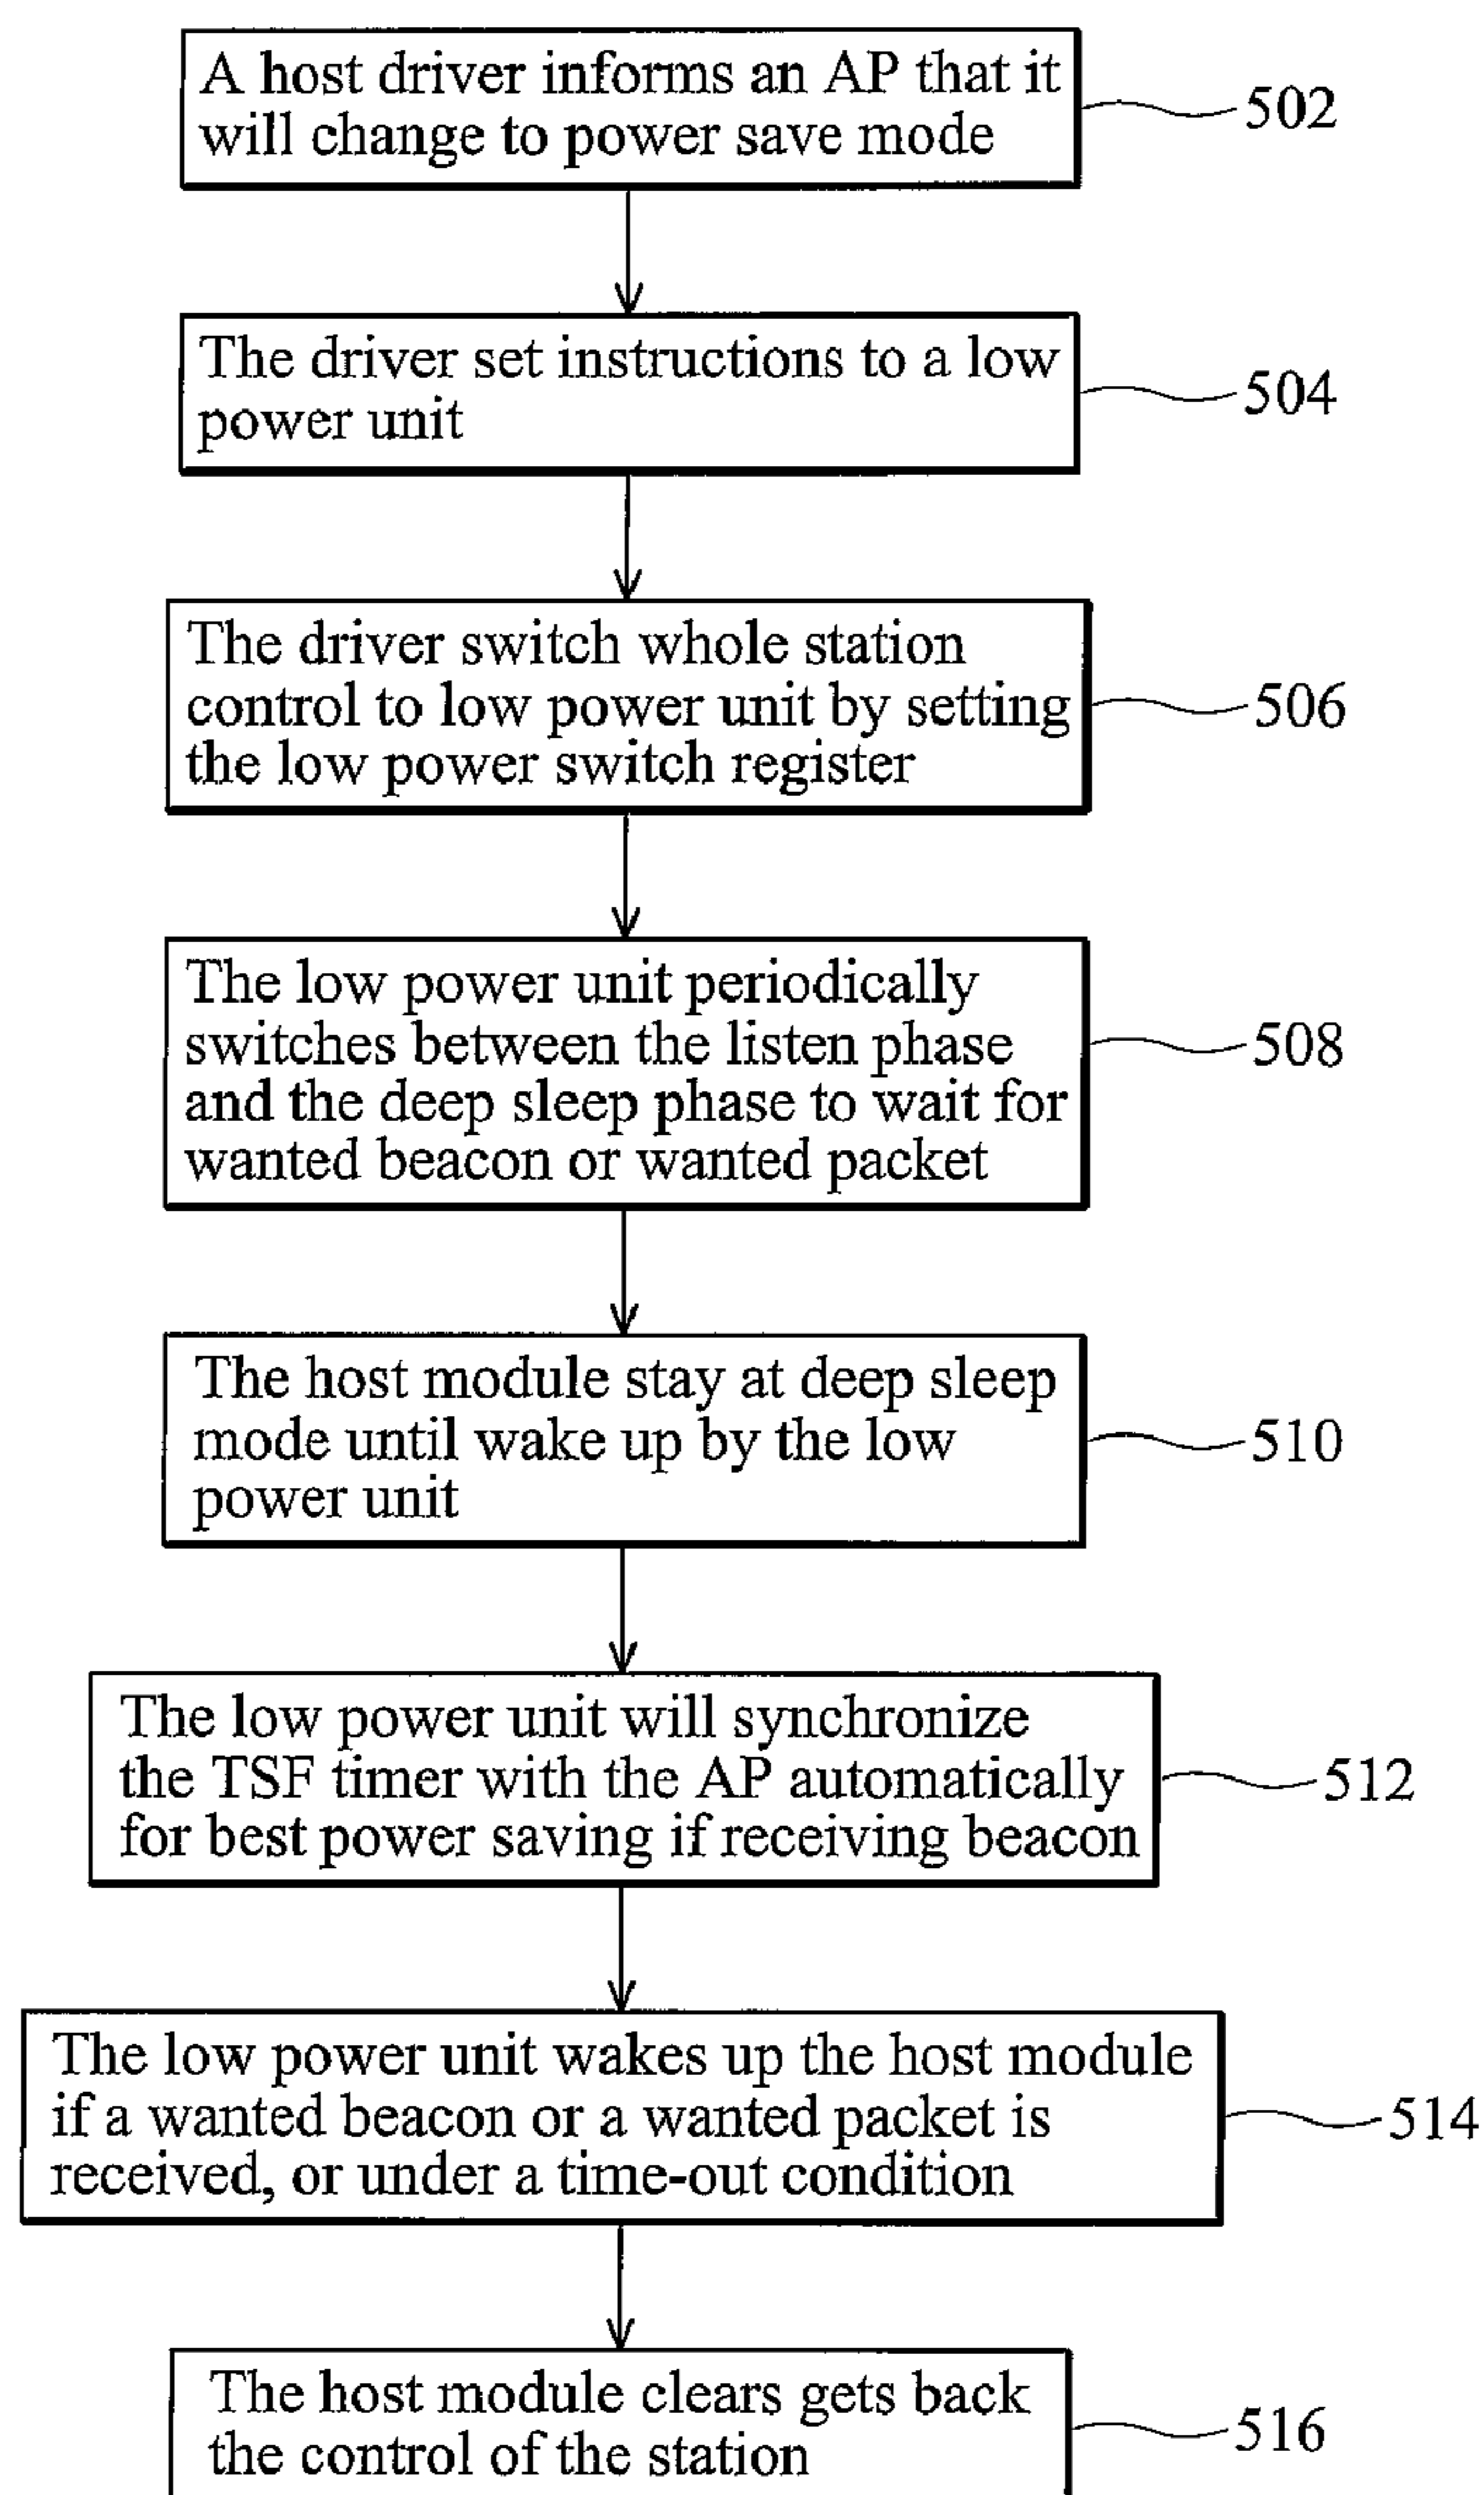 A host driver informs an AP that it
will change to power save mode
502
The driver set instructions to a low
power unit
504
The driver switch whole station
control to low power unit by setting
the low power switch register
506
The low power unit periodically
switches between the listen phase
and the deep sleep phase to wait for
wanted beacon or wanted packet
508
The host module stay at deep sleep
mode until wake up by the low
power unit
510
The low power unit will synchronize
the TSF timer with the AP automatically
for best power saving if receiving beacon
512
The low power unit wakes up the host module
if a wanted beacon or a wanted packet is
received, or under a time-out condition
514
The host module clears gets back
the control of the station
516